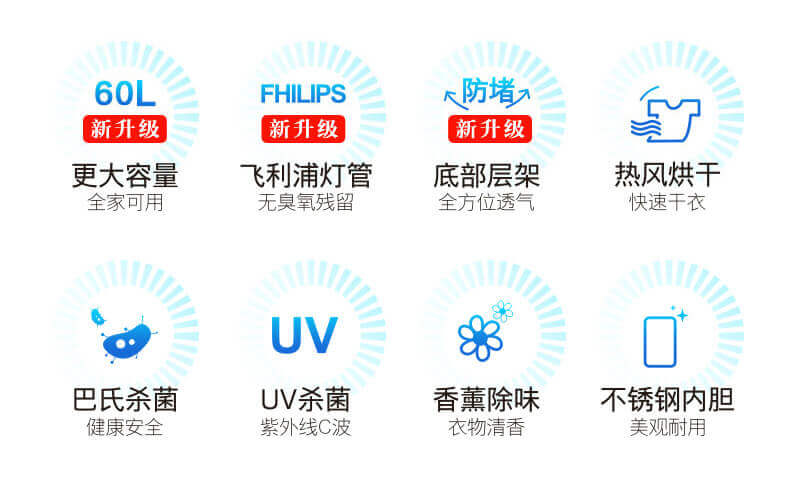 60L
新升级
更大容量
全家可用
FHILIPS
新升级
飞利浦灯管
无臭氧残留
防堵
新升级
底部层架
全方位透气
热风烘干
快速干衣
巴氏杀菌
健康安全
UV
UV杀菌
紫外线C波
香薰除味
衣物清香
不锈钢内胆
美观耐用